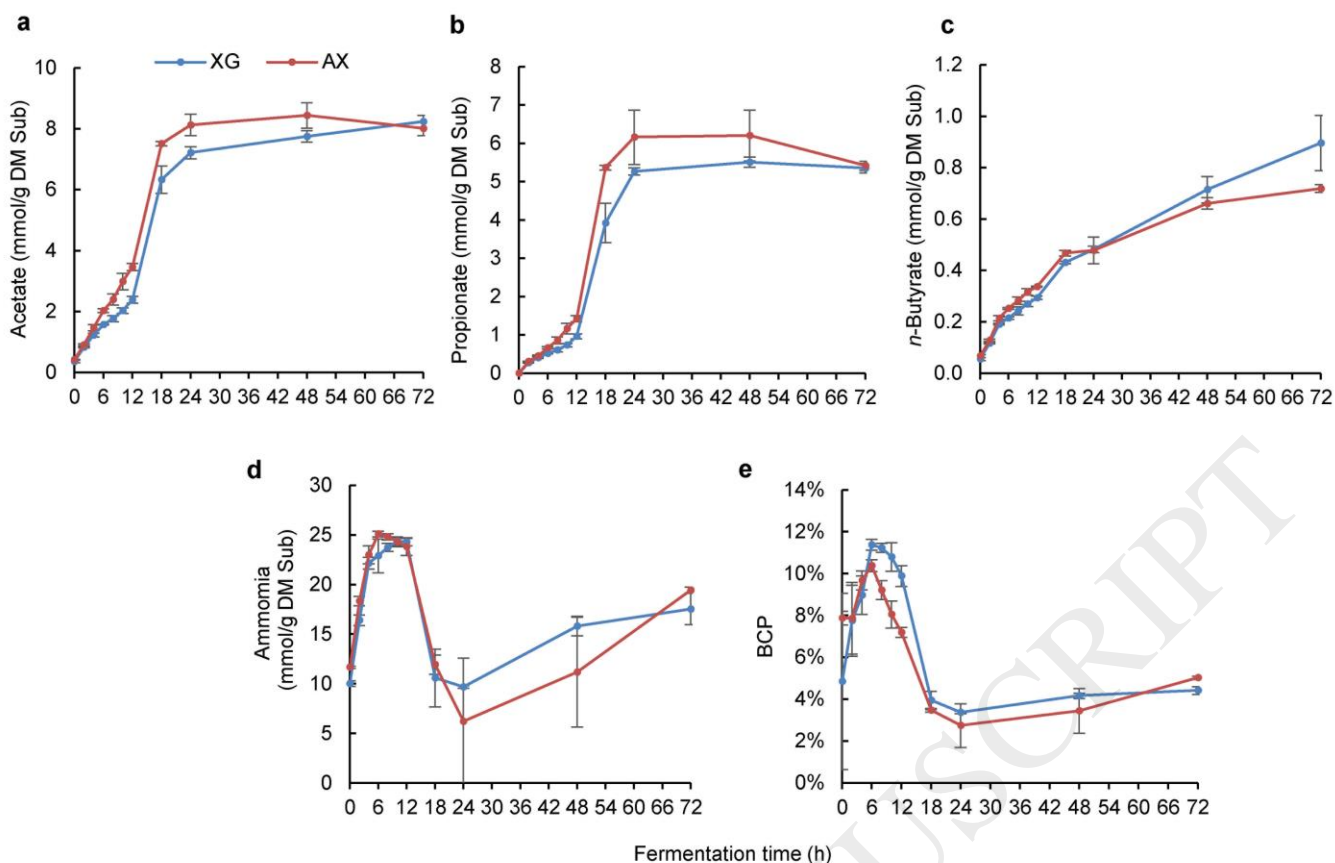 a
XG AX
Acetate (mmol/g DM Sub)
10
8
6
4
2
0
0 6 12 18 24 30 36 42 48 54 60 66 72
b
Propionate (mmol/g DM Sub)
8
7
6
5
4
3
2
1
0
0 6 12 18 24 30 36 42 48 54 60 66 72
c
n-Butyrate (mmol/g DM Sub)
1.2
1.0
0.8
0.6
0.4
0.2
0.0
0 6 12 18 24 30 36 42 48 54 60 66 72
d
Ammomia
(mmol/g DM Sub)
30
25
20
15
10
5
0
0 6 12 18 24 30 36 42 48 54 60 66 72
e
BCP
14%
12%
10%
8%
6%
4%
2%
0%
0 6 12 18 24 30 36 42 48 54 60 66 72
Fermentation time (h)
USCRIPT